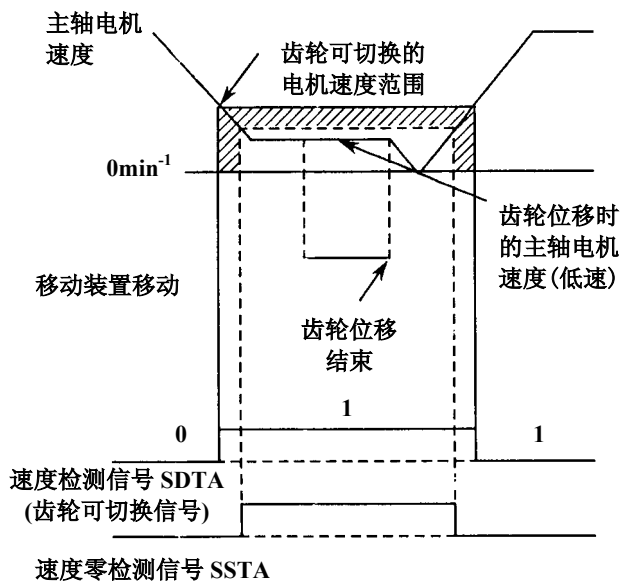 主轴电机
速度
齿轮可切换的
电机速度范围
0min-1
齿轮位移时
的主轴电机
速度(低速)
移动装置移动
齿轮位移
结束
1
0
1
速度检测信号 SDTA
(齿轮可切换信号)
速度零检测信号 SSTA